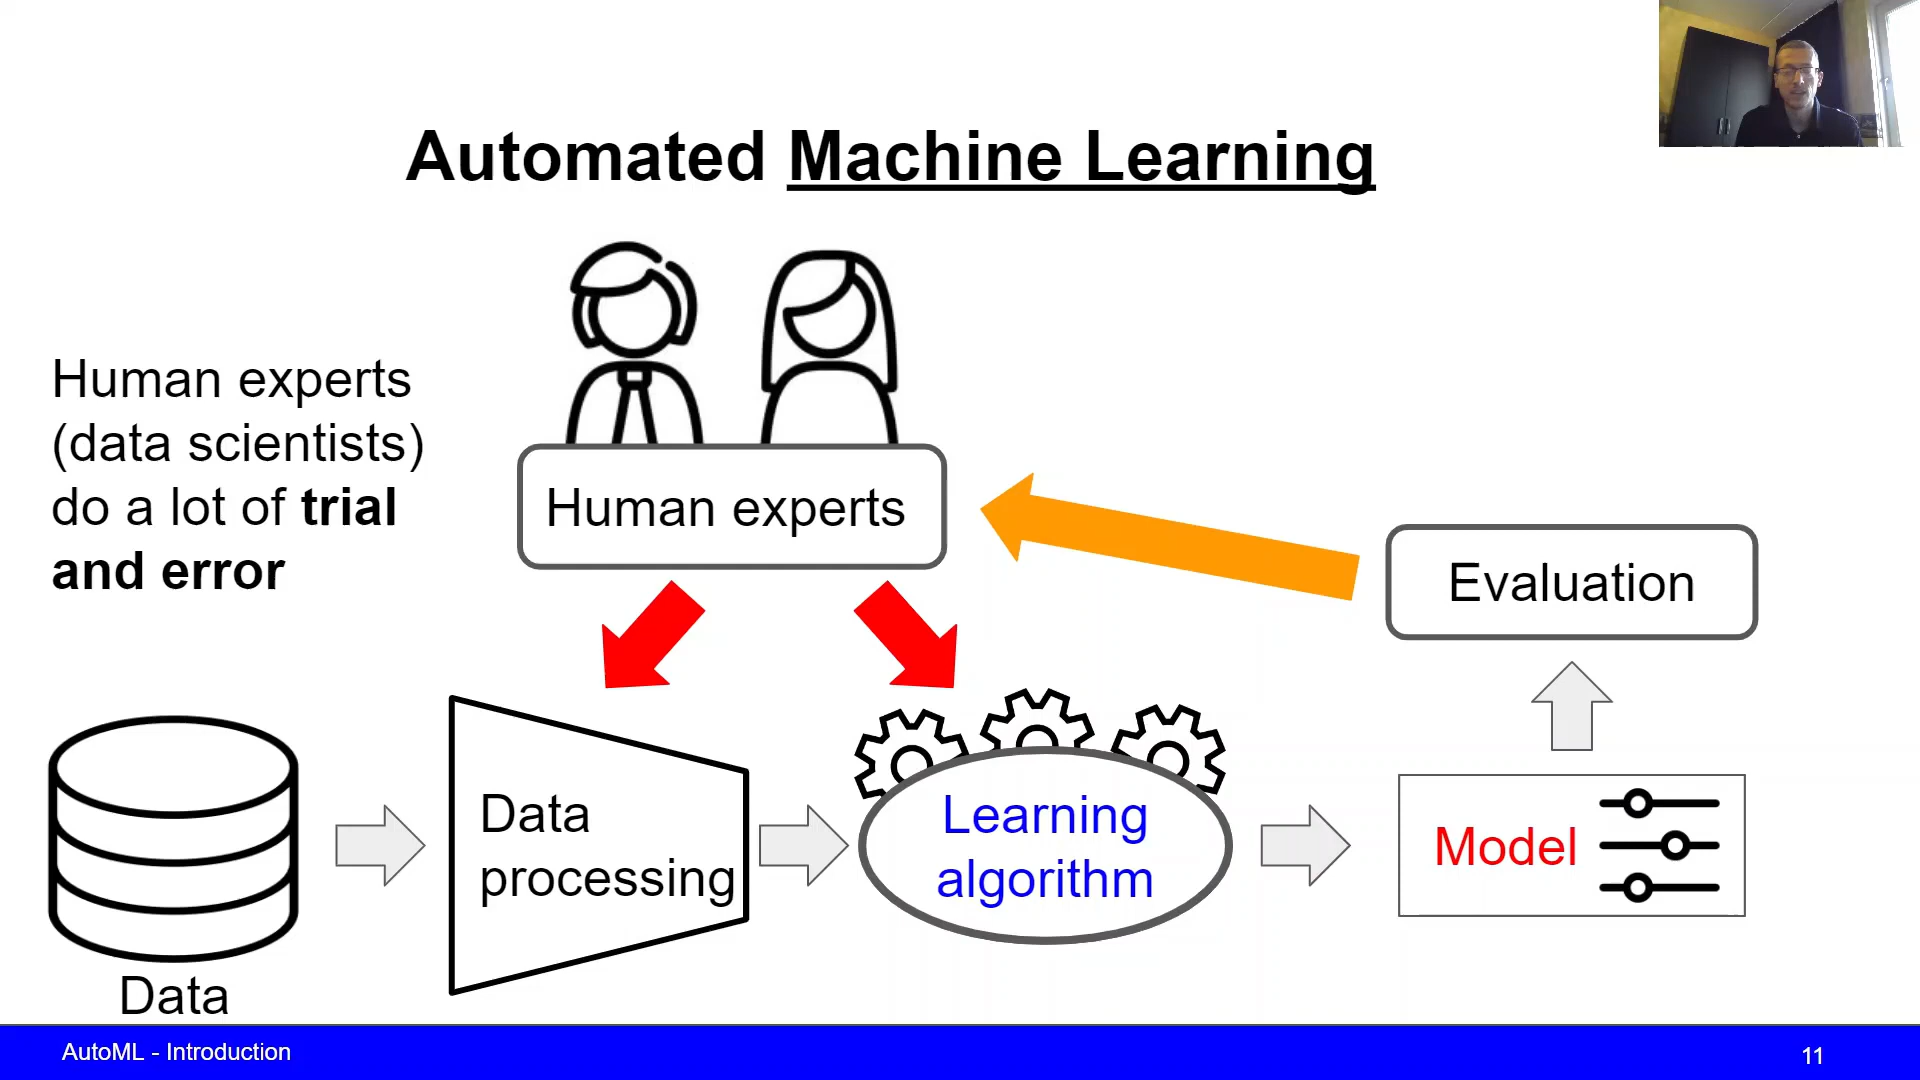 Automated Machine Learning
Human experts
(data scientists)
do a lot of trial
and error
Human experts
Evaluation
Data
processing
Learning
algorithm
Model
Data
AutoML - Introduction
11